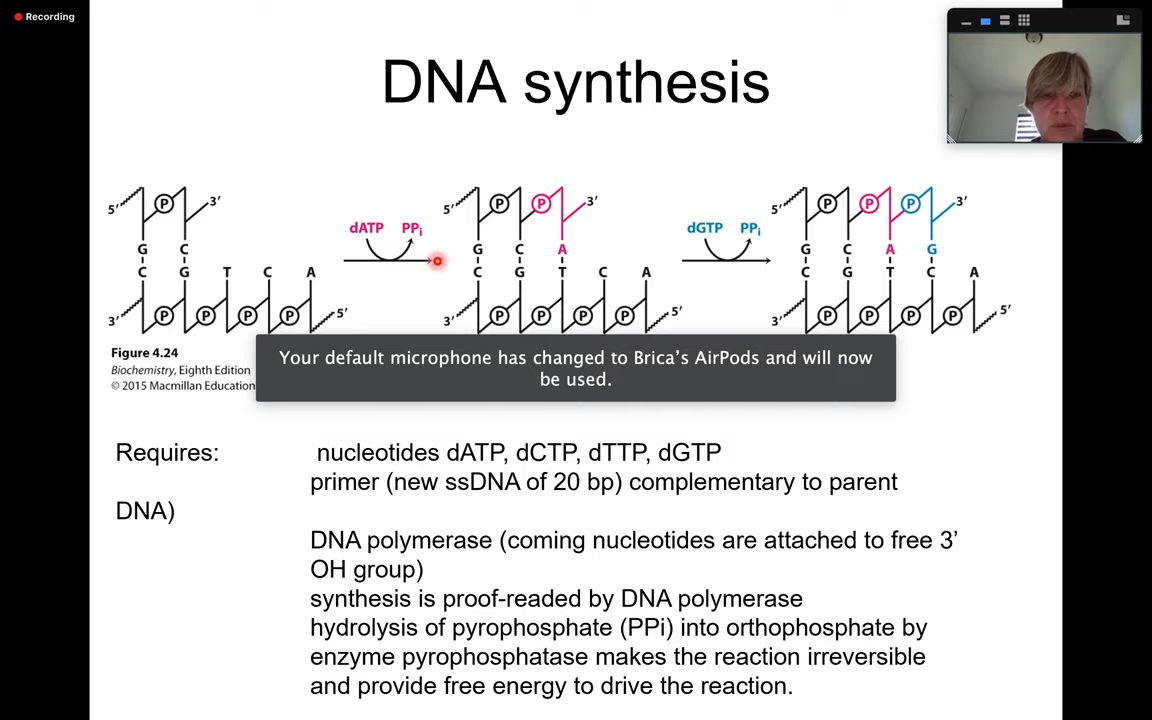 Recording
DNA synthesis
5’ P 3’ 5’ P P 3’ 5’ P P P 3’
dATP PPi dGTP PPi
G C G C A G C A G
C G T C A C G T C A C G T C A
3’ P P P P 5’ 3’ P P P P 5’ 3’ P P P P 5’
Figure 4.24
Biochemistry, Eighth Edition
© 2015 Macmillan Education
Your default microphone has changed to Brica’s AirPods and will now
be used.
Requires: nucleotides dATP, dCTP, dTTP, dGTP
primer (new ssDNA of 20 bp) complementary to parent
DNA)
DNA polymerase (coming nucleotides are attached to free 3’
OH group)
synthesis is proof-readed by DNA polymerase
hydrolysis of pyrophosphate (PPi) into orthophosphate by
enzyme pyrophosphatase makes the reaction irreversible
and provide free energy to drive the reaction.